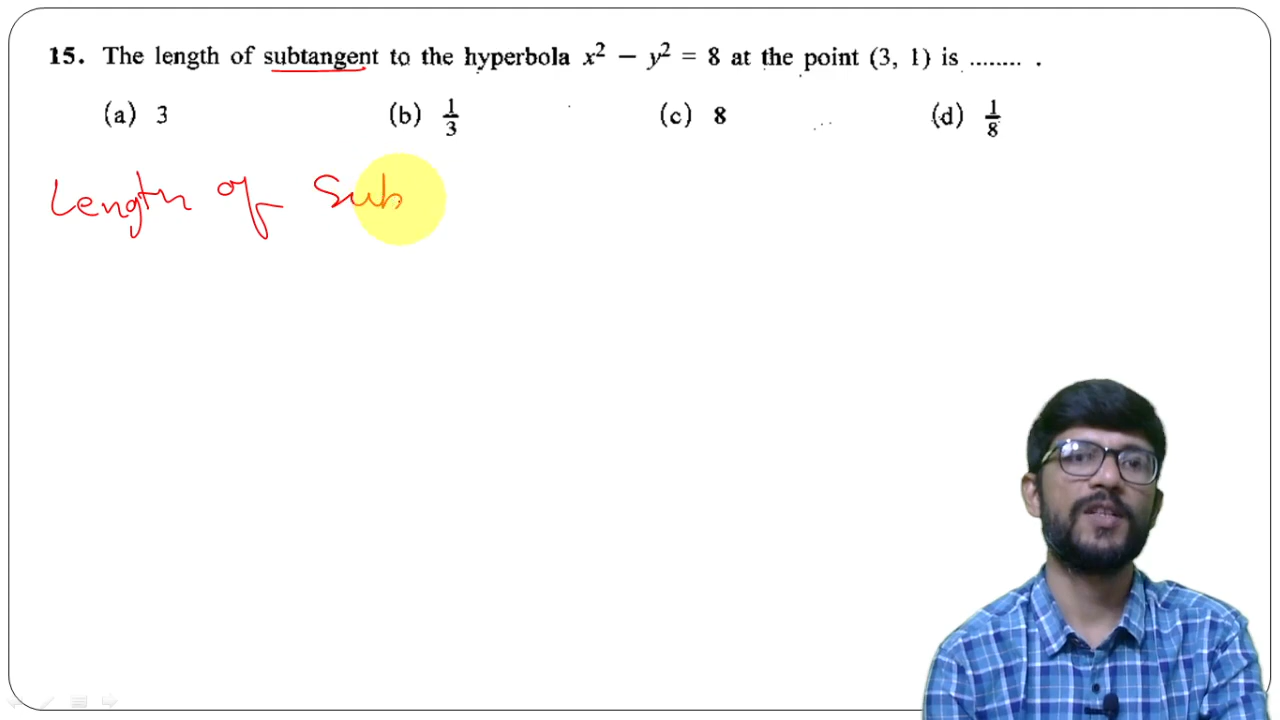 15. The length of subtangent to the hyperbola x² − y² = 8 at the point (3, 1) is ........ .
(a) 3 (b) 1/3 (c) 8 (d) 1/8
Length of Sub